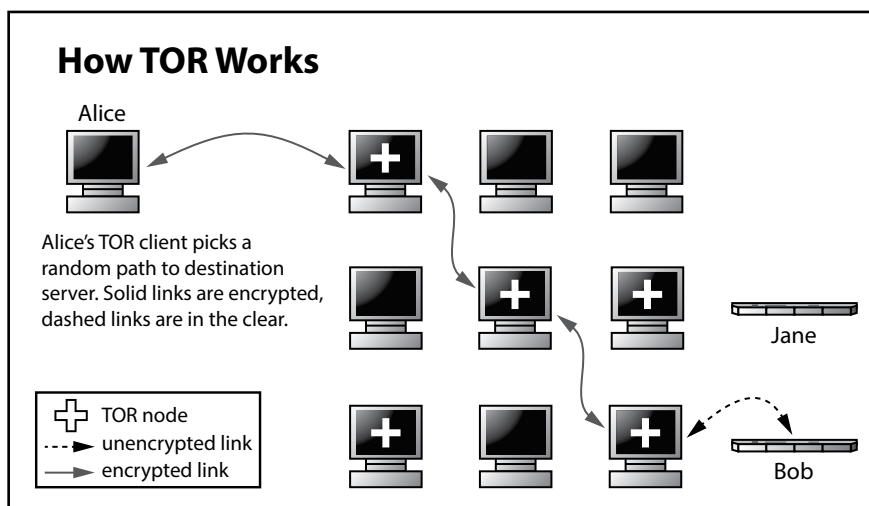 How TOR Works
Alice
Alice's TOR client picks a
random path to destination
server. Solid links are encrypted,
dashed links are in the clear.
Jane
TOR node
unencrypted link
encrypted link
Bob